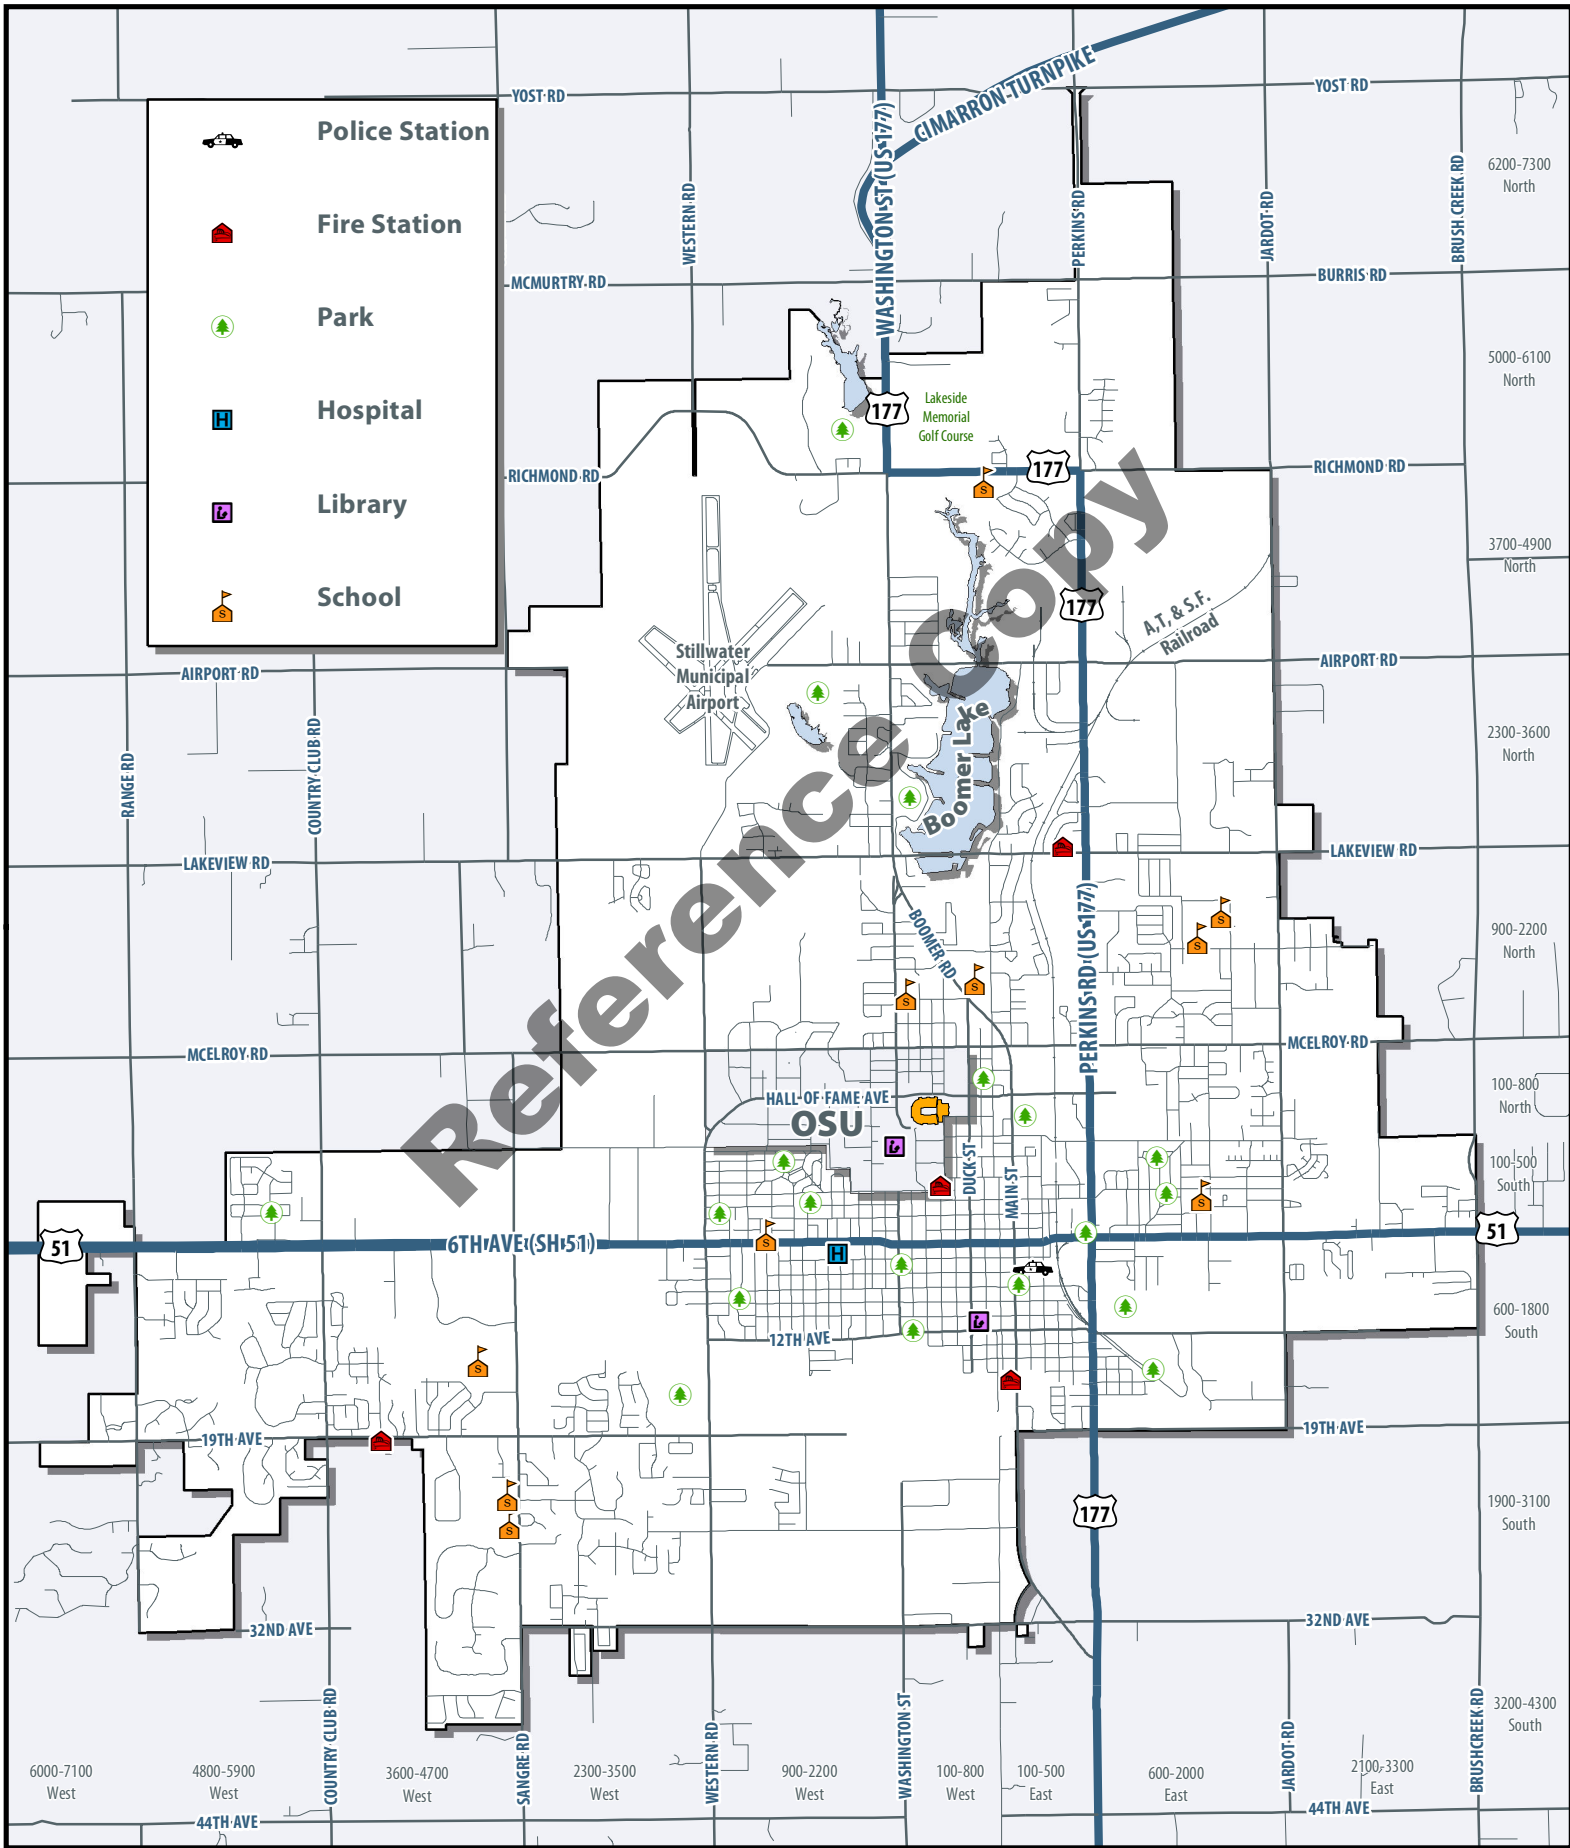 YOST RD
YOST RD
CIMARRON TURNPIKE
WASHINGTON ST (US 177)
Police Station
Fire Station
Park
Hospital
Library
School
WESTERN RD
PERKINS RD
JARDOT RD
BRUSH CREEK RD
6200-7300
North
MCMURTRY RD
BURRIS RD
5000-6100
North
177
Lakeside
Memorial
Golf Course
RICHMOND RD
177
RICHMOND RD
3700-4900
North
177
A,T, & S.F.
Railroad
Stillwater
Municipal
Airport
AIRPORT RD
AIRPORT RD
Boomer Lake
2300-3600
North
RANGE RD
COUNTRY CLUB RD
LAKEVIEW RD
LAKEVIEW RD
Reference Copy
BOOMER RD
PERKINS RD (US 177)
900-2200
North
MCELROY RD
MCELROY RD
HALL OF FAME AVE
OSU
100-800
North
DUCK ST
MAIN ST
100-500
South
51
6TH AVE (SH 51)
51
H
600-1800
South
12TH AVE
19TH AVE
19TH AVE
177
1900-3100
South
32ND AVE
32ND AVE
COUNTRY CLUB RD
SANGRE RD
WESTERN RD
WASHINGTON ST
JARDOT RD
BRUSHCREEK RD
3200-4300
South
6000-7100
West
4800-5900
West
3600-4700
West
2300-3500
West
900-2200
West
100-800
West
100-500
East
600-2000
East
2100-3300
East
44TH AVE
44TH AVE